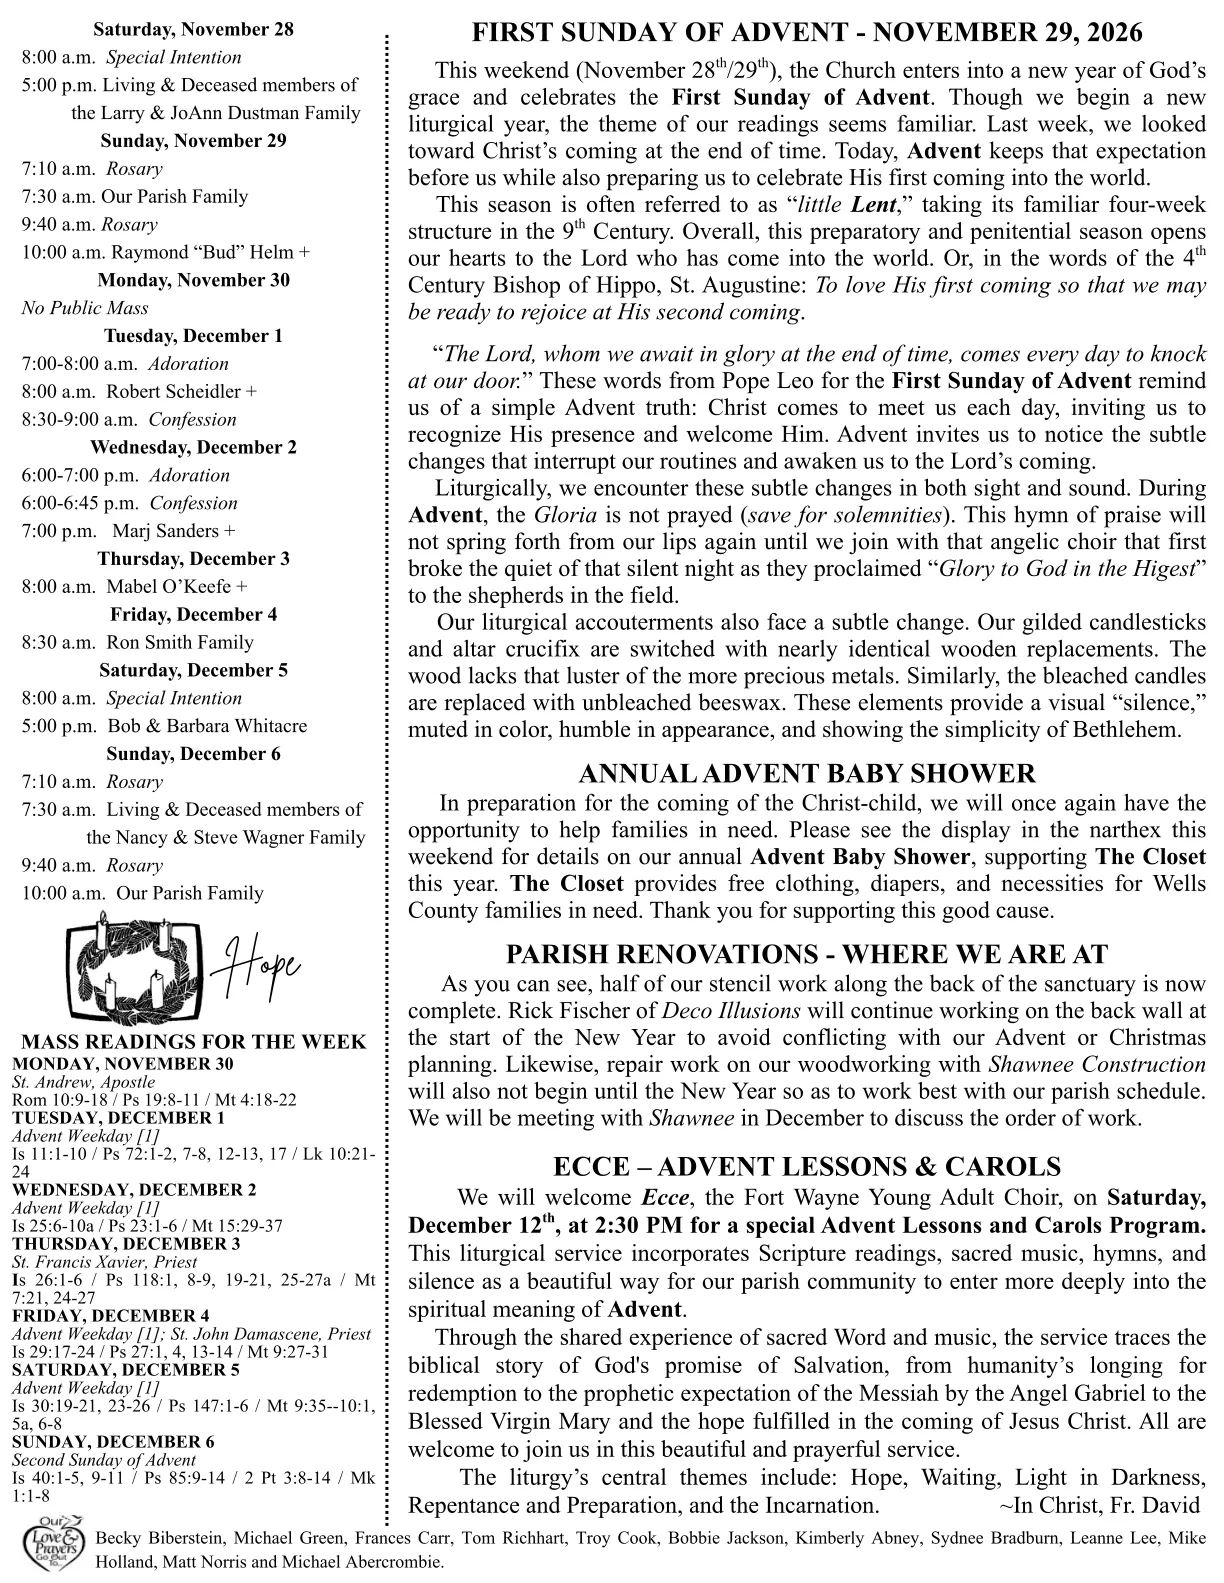 Saturday, November 28
8:00 a.m. Special Intention
5:00 p.m. Living & Deceased members of
the Larry & JoAnn Dustman Family
Sunday, November 29
7:10 a.m. Rosary
7:30 a.m. Our Parish Family
9:40 a.m. Rosary
10:00 a.m. Raymond “Bud” Helm +
Monday, November 30
No Public Mass
Tuesday, December 1
7:00-8:00 a.m. Adoration
8:00 a.m. Robert Scheidler +
8:30-9:00 a.m. Confession
Wednesday, December 2
6:00-7:00 p.m. Adoration
6:00-6:45 p.m. Confession
7:00 p.m. Marj Sanders +
Thursday, December 3
8:00 a.m. Mabel O’Keefe +
Friday, December 4
8:30 a.m. Ron Smith Family
Saturday, December 5
8:00 a.m. Special Intention
5:00 p.m. Bob & Barbara Whitacre
Sunday, December 6
7:10 a.m. Rosary
7:30 a.m. Living & Deceased members of
the Nancy & Steve Wagner Family
9:40 a.m. Rosary
10:00 a.m. Our Parish Family
Hope
MASS READINGS FOR THE WEEK
MONDAY, NOVEMBER 30
St. Andrew, Apostle
Rom 10:9-18 / Ps 19:8-11 / Mt 4:18-22
TUESDAY, DECEMBER 1
Advent Weekday [1]
Is 11:1-10 / Ps 72:1-2, 7-8, 12-13, 17 / Lk 10:21-
24
WEDNESDAY, DECEMBER 2
Advent Weekday [1]
Is 25:6-10a / Ps 23:1-6 / Mt 15:29-37
THURSDAY, DECEMBER 3
St. Francis Xavier, Priest
Is 26:1-6 / Ps 118:1, 8-9, 19-21, 25-27a / Mt
7:21, 24-27
FRIDAY, DECEMBER 4
Advent Weekday [1]; St. John Damascene, Priest
Is 29:17-24 / Ps 27:1, 4, 13-14 / Mt 9:27-31
SATURDAY, DECEMBER 5
Advent Weekday [1]
Is 30:19-21, 23-26 / Ps 147:1-6 / Mt 9:35--10:1,
5a, 6-8
SUNDAY, DECEMBER 6
Second Sunday of Advent
Is 40:1-5, 9-11 / Ps 85:9-14 / 2 Pt 3:8-14 / Mk
1:1-8
FIRST SUNDAY OF ADVENT - NOVEMBER 29, 2026
This weekend (November 28th/29th), the Church enters into a new year of God’s
grace and celebrates the First Sunday of Advent. Though we begin a new
liturgical year, the theme of our readings seems familiar. Last week, we looked
toward Christ’s coming at the end of time. Today, Advent keeps that expectation
before us while also preparing us to celebrate His first coming into the world.
This season is often referred to as “little Lent,” taking its familiar four-week
structure in the 9th Century. Overall, this preparatory and penitential season opens
our hearts to the Lord who has come into the world. Or, in the words of the 4th
Century Bishop of Hippo, St. Augustine: To love His first coming so that we may
be ready to rejoice at His second coming.
“The Lord, whom we await in glory at the end of time, comes every day to knock
at our door.” These words from Pope Leo for the First Sunday of Advent remind
us of a simple Advent truth: Christ comes to meet us each day, inviting us to
recognize His presence and welcome Him. Advent invites us to notice the subtle
changes that interrupt our routines and awaken us to the Lord’s coming.
Liturgically, we encounter these subtle changes in both sight and sound. During
Advent, the Gloria is not prayed (save for solemnities). This hymn of praise will
not spring forth from our lips again until we join with that angelic choir that first
broke the quiet of that silent night as they proclaimed “Glory to God in the Higest”
to the shepherds in the field.
Our liturgical accouterments also face a subtle change. Our gilded candlesticks
and altar crucifix are switched with nearly identical wooden replacements. The
wood lacks that luster of the more precious metals. Similarly, the bleached candles
are replaced with unbleached beeswax. These elements provide a visual “silence,”
muted in color, humble in appearance, and showing the simplicity of Bethlehem.
ANNUAL ADVENT BABY SHOWER
In preparation for the coming of the Christ-child, we will once again have the
opportunity to help families in need. Please see the display in the narthex this
weekend for details on our annual Advent Baby Shower, supporting The Closet
this year. The Closet provides free clothing, diapers, and necessities for Wells
County families in need. Thank you for supporting this good cause.
PARISH RENOVATIONS - WHERE WE ARE AT
As you can see, half of our stencil work along the back of the sanctuary is now
complete. Rick Fischer of Deco Illusions will continue working on the back wall at
the start of the New Year to avoid conflicting with our Advent or Christmas
planning. Likewise, repair work on our woodworking with Shawnee Construction
will also not begin until the New Year so as to work best with our parish schedule.
We will be meeting with Shawnee in December to discuss the order of work.
ECCE – ADVENT LESSONS & CAROLS
We will welcome Ecce, the Fort Wayne Young Adult Choir, on Saturday,
December 12th, at 2:30 PM for a special Advent Lessons and Carols Program.
This liturgical service incorporates Scripture readings, sacred music, hymns, and
silence as a beautiful way for our parish community to enter more deeply into the
spiritual meaning of Advent.
Through the shared experience of sacred Word and music, the service traces the
biblical story of God's promise of Salvation, from humanity’s longing for
redemption to the prophetic expectation of the Messiah by the Angel Gabriel to the
Blessed Virgin Mary and the hope fulfilled in the coming of Jesus Christ. All are
welcome to join us in this beautiful and prayerful service.
The liturgy’s central themes include: Hope, Waiting, Light in Darkness,
Repentance and Preparation, and the Incarnation. ~In Christ, Fr. David
Our
Love &
Prayers
Go Out
To...
Becky Biberstein, Michael Green, Frances Carr, Tom Richhart, Troy Cook, Bobbie Jackson, Kimberly Abney, Sydnee Bradburn, Leanne Lee, Mike
Holland, Matt Norris and Michael Abercrombie.